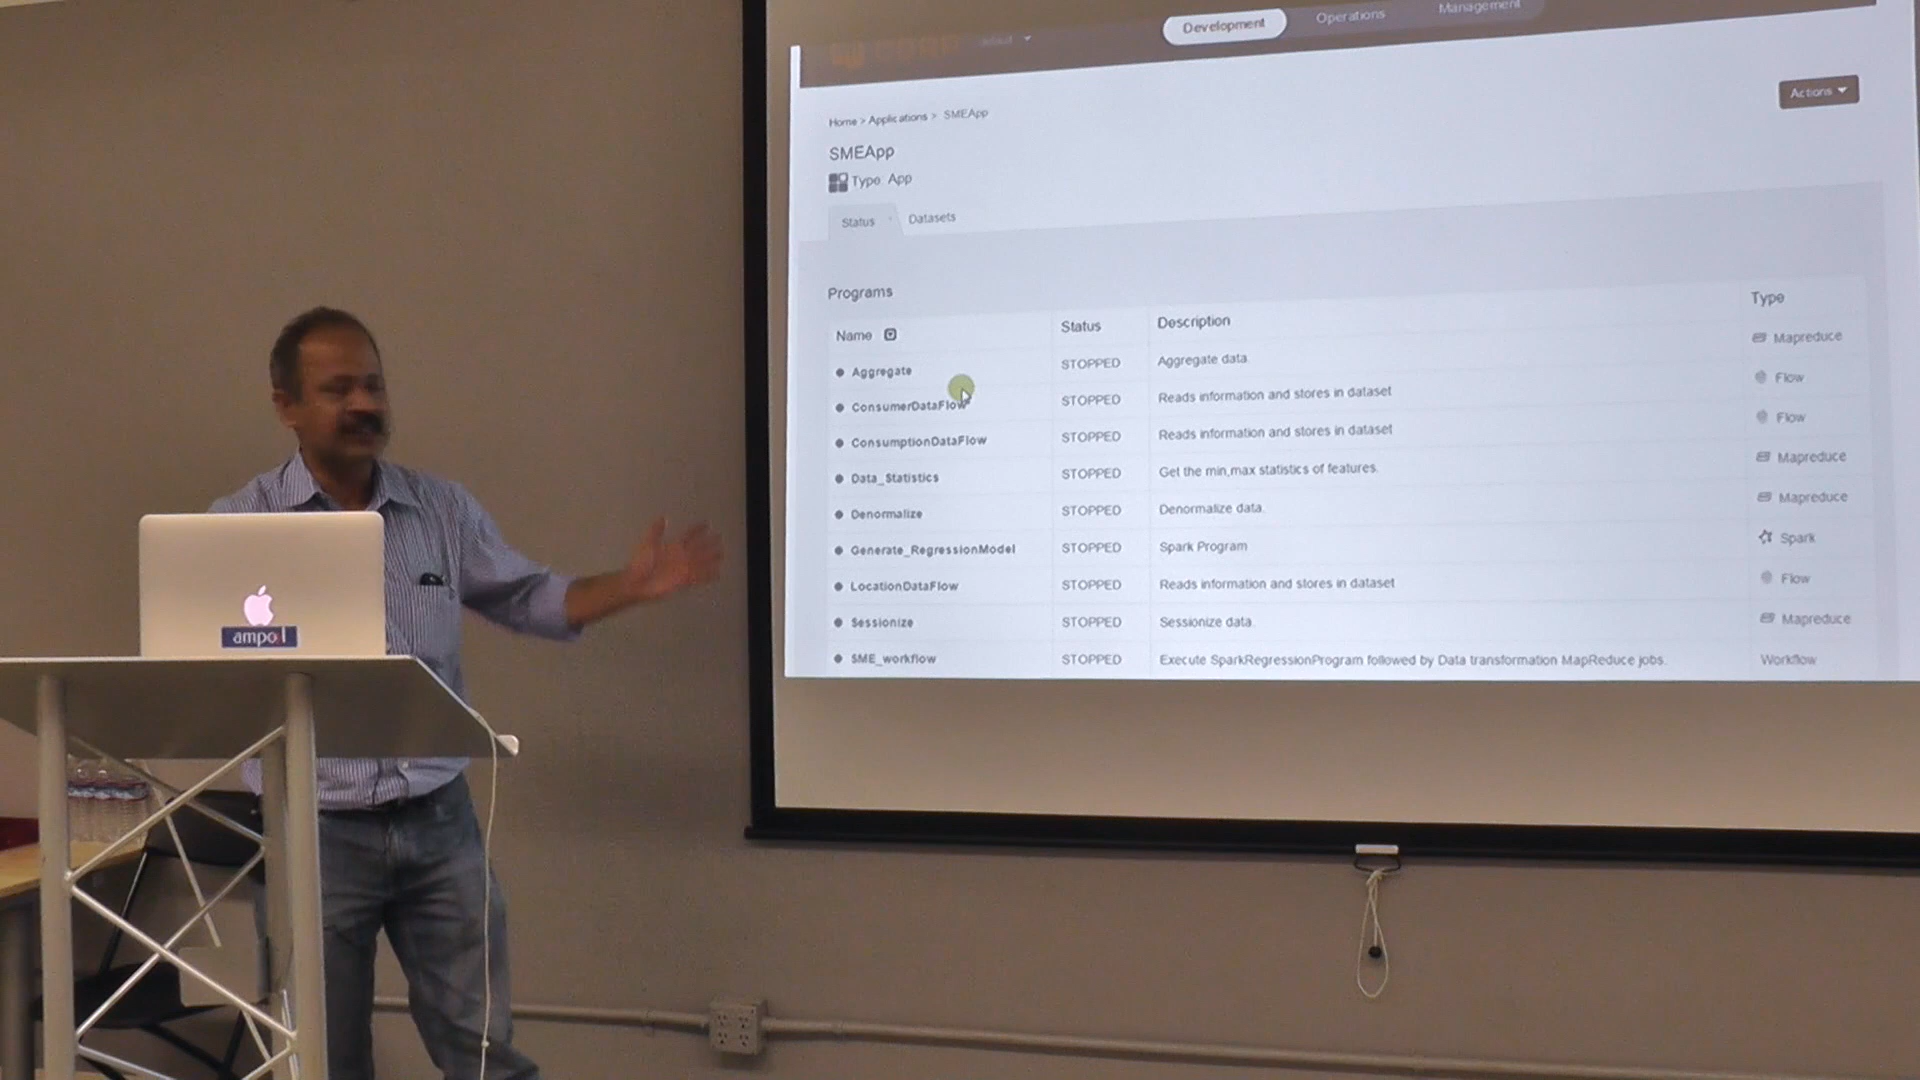 Development Operations Management
Actions
Home > Applications > SMEApp
SMEApp
Type: App
Status Datasets
Programs
Name Status Description Type
Aggregate STOPPED Aggregate data. Mapreduce
ConsumerDataFlow STOPPED Reads information and stores in dataset Flow
ConsumptionDataFlow STOPPED Reads information and stores in dataset Flow
Data_Statistics STOPPED Get the min,max statistics of features. Mapreduce
Denormalize STOPPED Denormalize data. Mapreduce
Generate_RegressionModel STOPPED Spark Program Spark
LocationDataFlow STOPPED Reads information and stores in dataset Flow
Sessionize STOPPED Sessionize data. Mapreduce
SME_workflow STOPPED Execute SparkRegressionProgram followed by Data transformation MapReduce jobs. Workflow